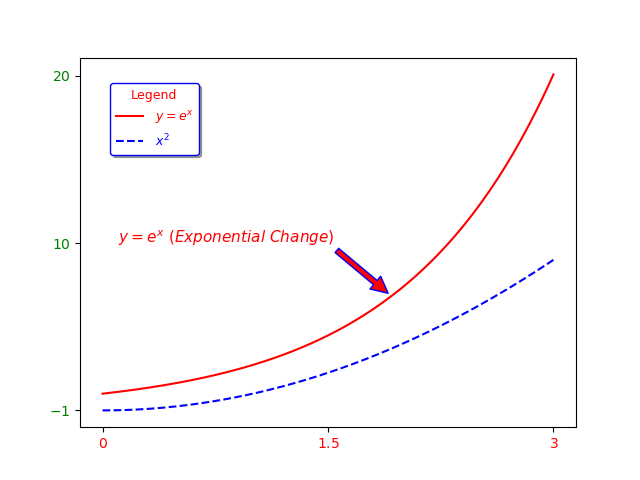 20
Legend
y = e^x
x^2
y = e^x (Exponential Change)
10
−1
0 1.5 3